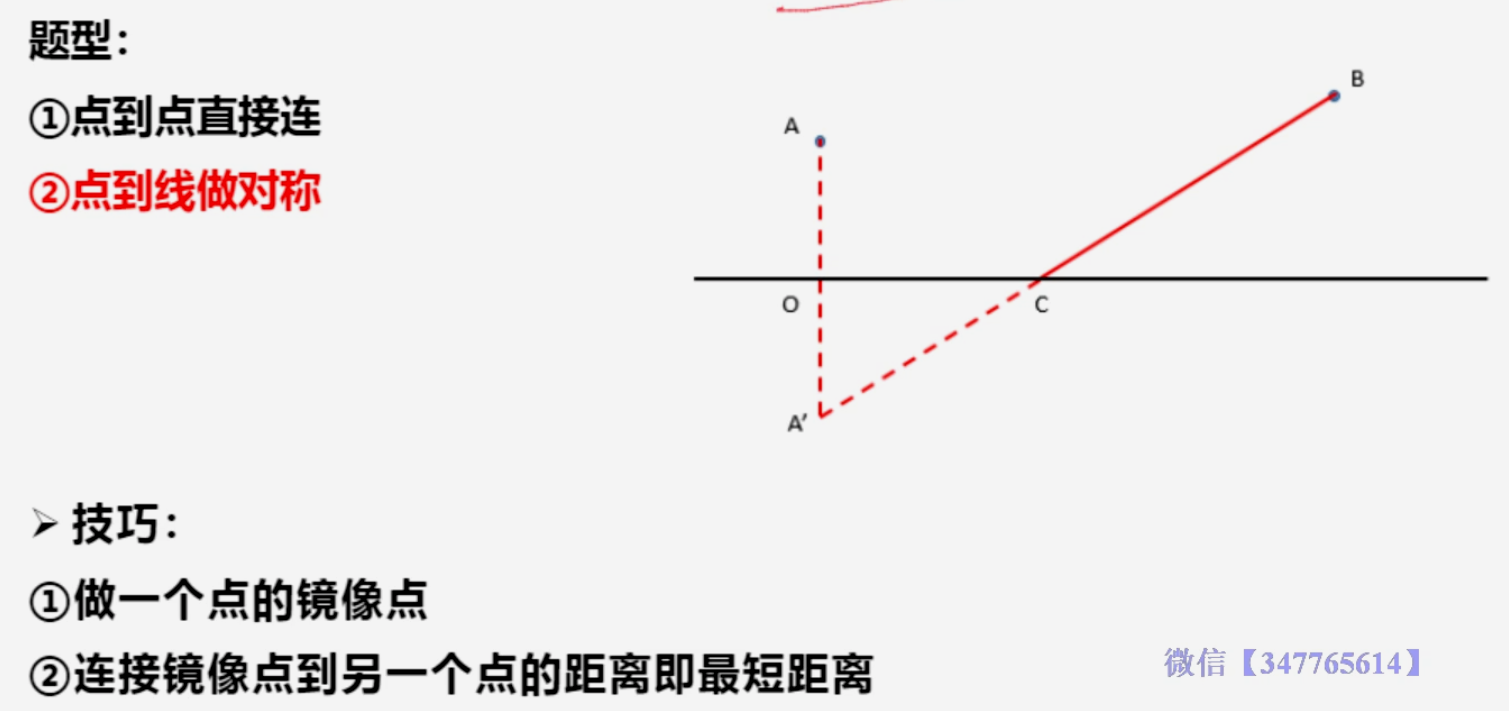 题型：
①点到点直接连
②点到线做对称
B
A
O
C
A′
➢ 技巧：
①做一个点的镜像点
②连接镜像点到另一个点的距离即最短距离
微信【347765614】